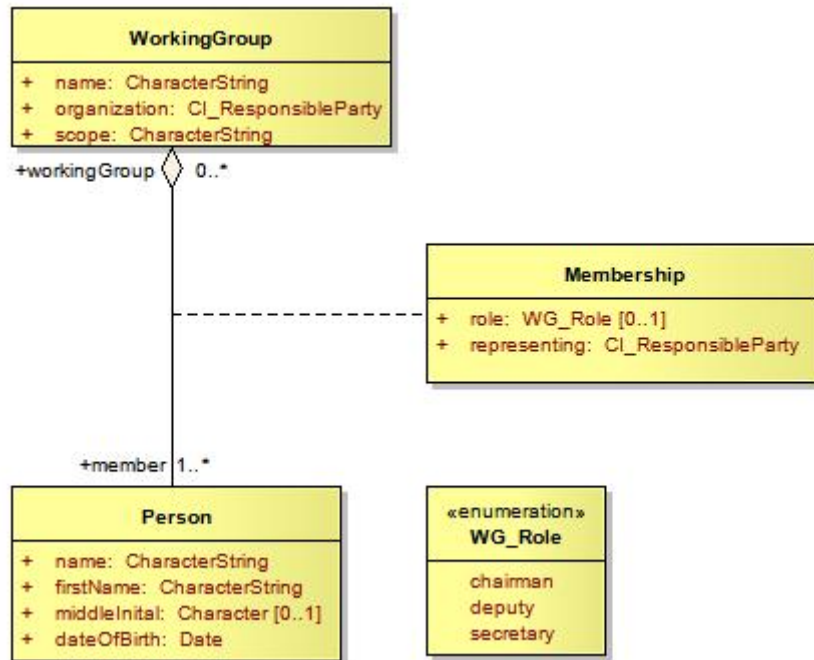 WorkingGroup
+ name: CharacterString
+ organization: CI_ResponsibleParty
+ scope: CharacterString
+workingGroup 0..*
Membership
+ role: WG_Role [0..1]
+ representing: CI_ResponsibleParty
+member 1..*
Person
+ name: CharacterString
+ firstName: CharacterString
+ middleInital: Character [0..1]
+ dateOfBirth: Date
«enumeration»
WG_Role
chairman
deputy
secretary